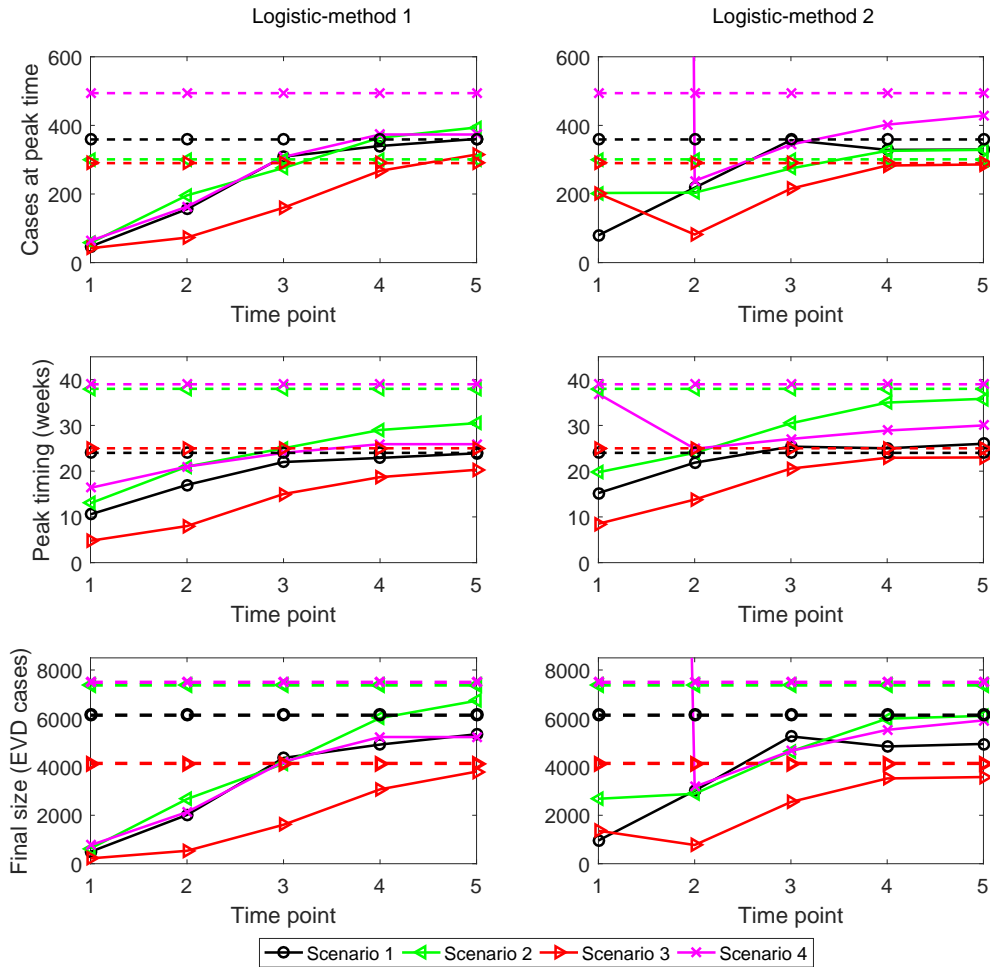 Logistic-method 1
Logistic-method 2
Cases at peak time
600
400
200
0
1 2 3 4 5
Time point
600
400
200
0
1 2 3 4 5
Time point
Peak timing (weeks)
40
30
20
10
0
1 2 3 4 5
Time point
40
30
20
10
0
1 2 3 4 5
Time point
Final size (EVD cases)
8000
6000
4000
2000
0
1 2 3 4 5
Time point
8000
6000
4000
2000
0
1 2 3 4 5
Time point
Scenario 1 Scenario 2 Scenario 3 Scenario 4